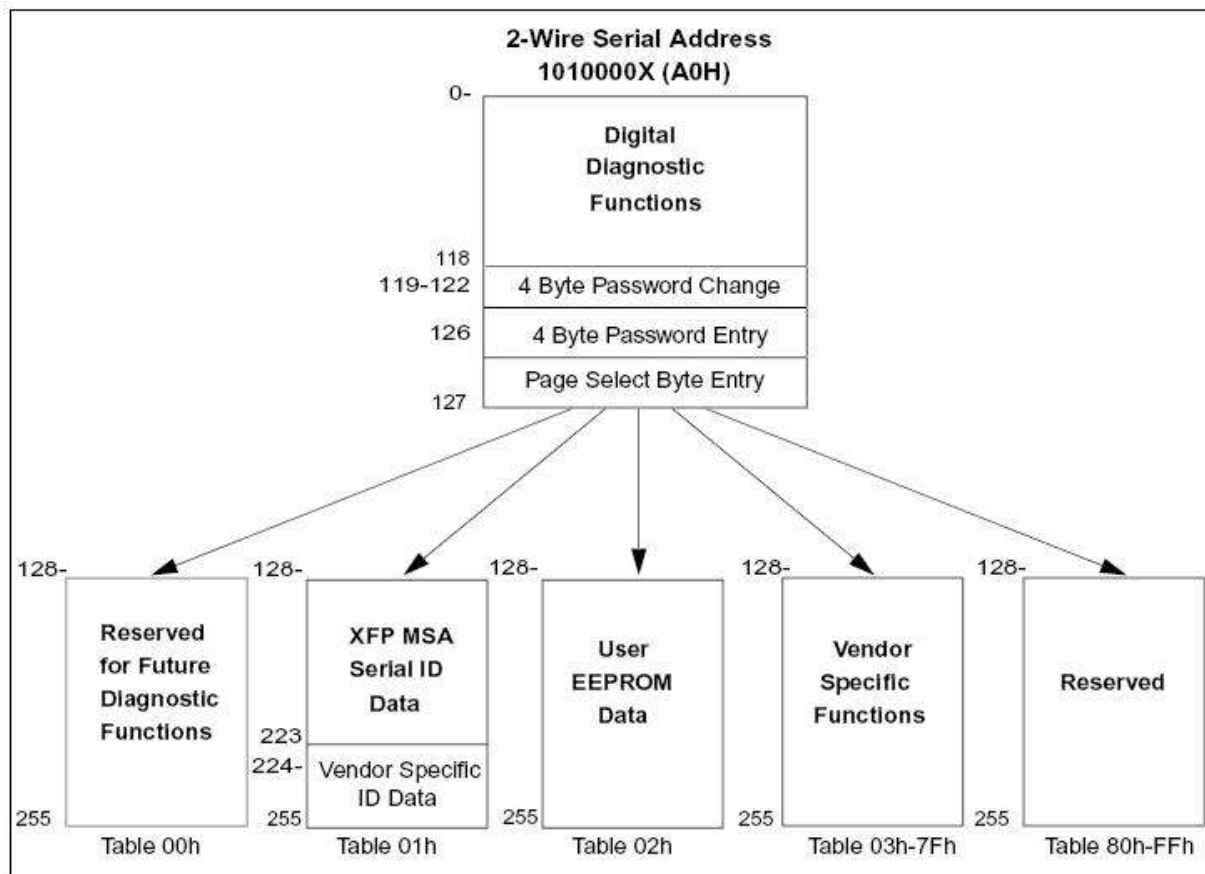 2-Wire Serial Address
1010000X (A0H)
0-
Digital
Diagnostic
Functions
118
119-122
4 Byte Password Change
126
4 Byte Password Entry
Page Select Byte Entry
127
128-
Reserved
for Future
Diagnostic
Functions
255
Table 00h
128-
XFP MSA
Serial ID
Data
223
224-
Vendor Specific
ID Data
255
Table 01h
128-
User
EEPROM
Data
255
Table 02h
128-
Vendor
Specific
Functions
255
Table 03h-7Fh
128-
Reserved
255
Table 80h-FFh